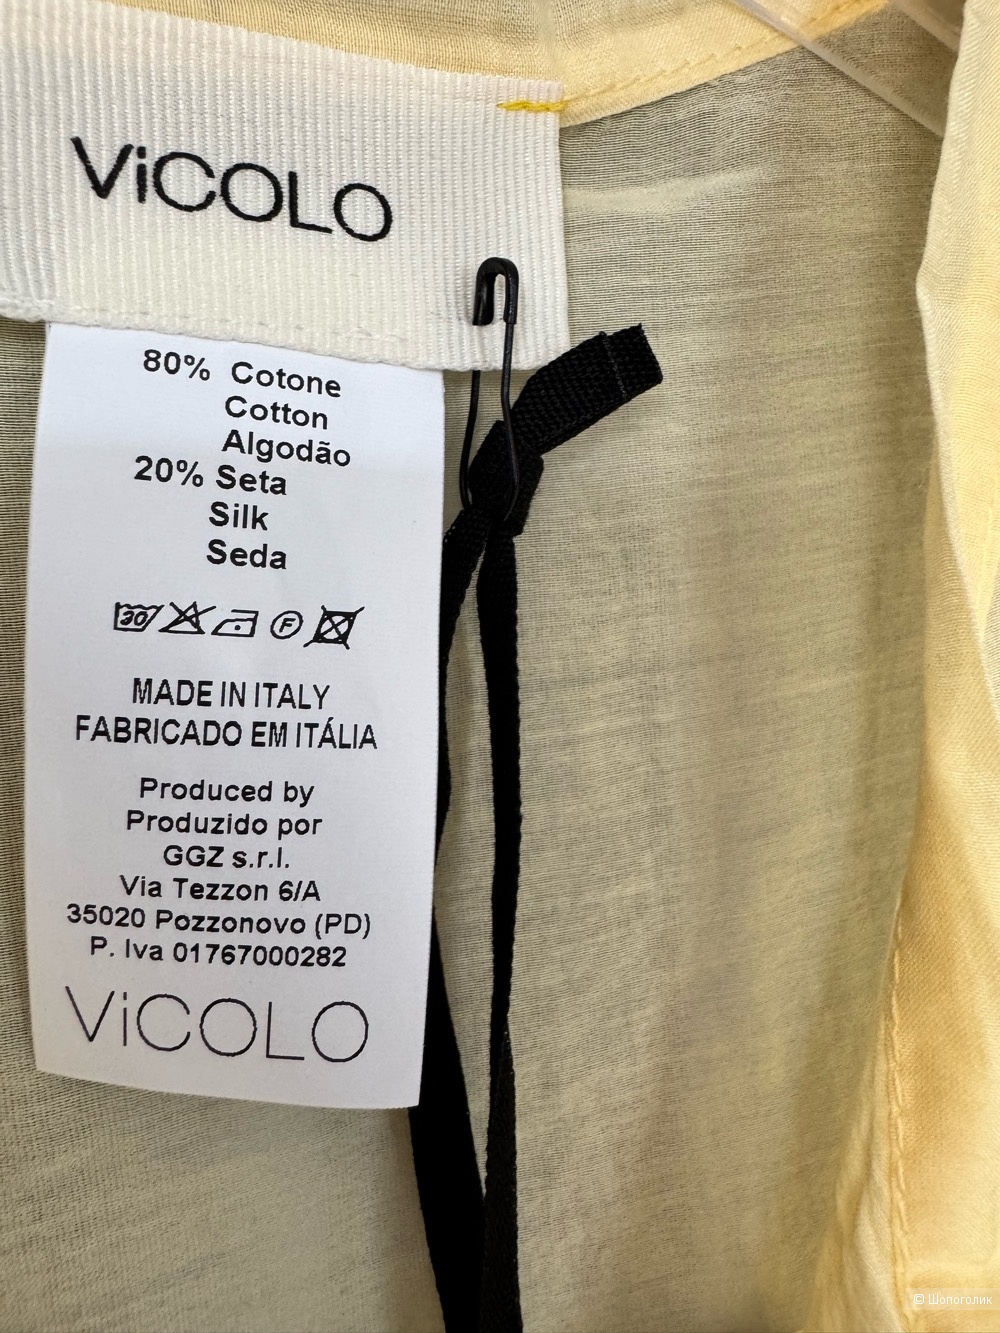 ViCOLO
80% Cotone
Cotton
Algodão
20% Seta
Silk
Seda
30 F
MADE IN ITALY
FABRICADO EM ITÁLIA
Produced by
Produzido por
GGZ s.r.l.
Via Tezzon 6/A
35020 Pozzonovo (PD)
P. Iva 01767000282
ViCOLO
© Шопоголик